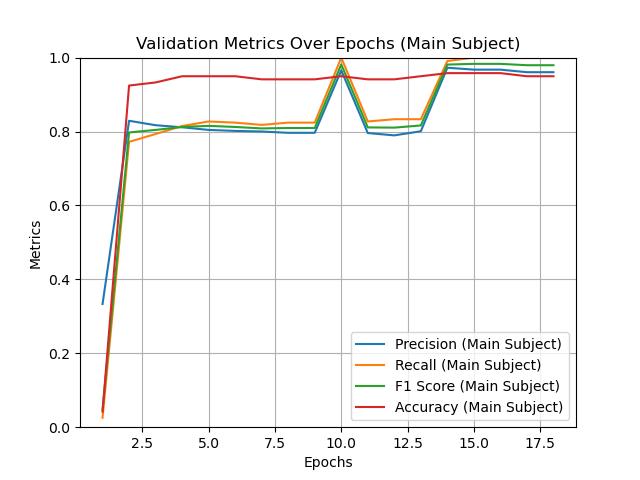 Validation Metrics Over Epochs (Main Subject)
1.0
0.8
0.6
0.4
0.2
0.0
Metrics
2.5 5.0 7.5 10.0 12.5 15.0 17.5
Epochs
Precision (Main Subject)
Recall (Main Subject)
F1 Score (Main Subject)
Accuracy (Main Subject)